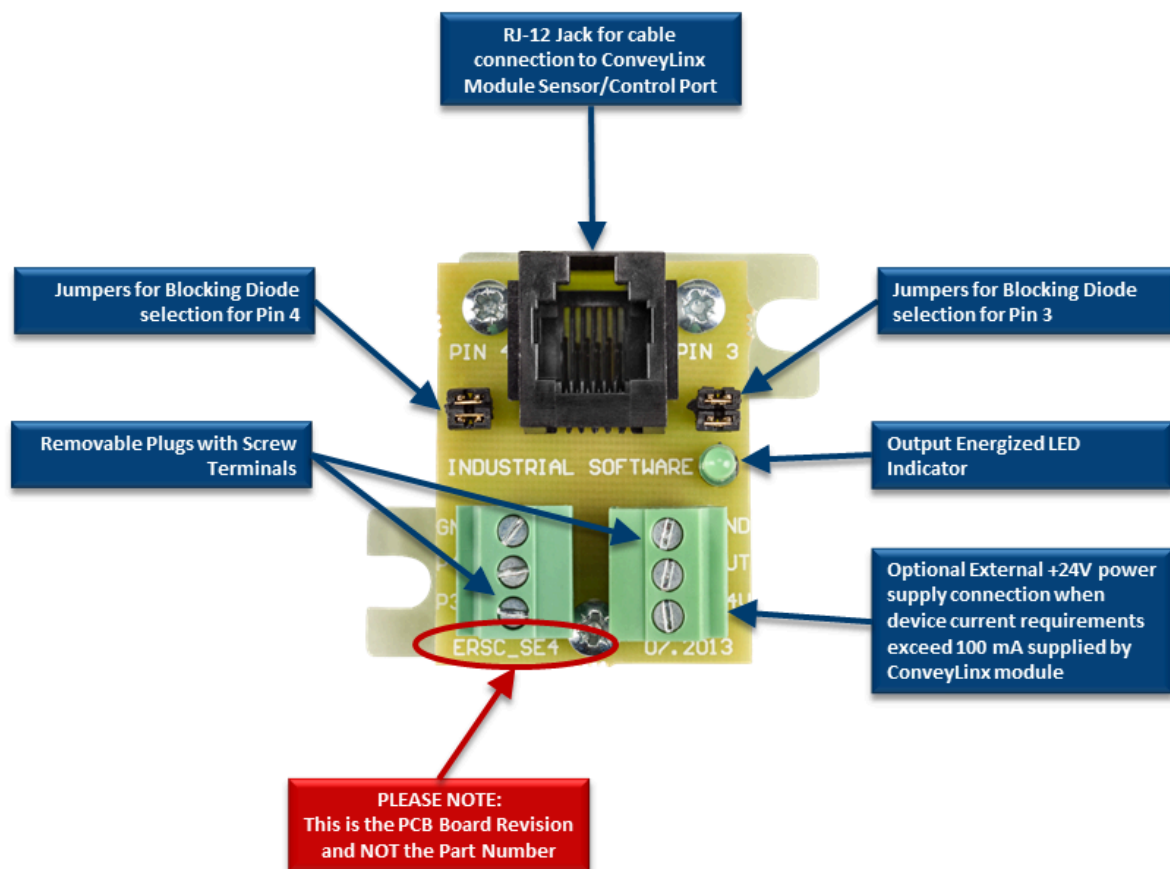 RJ-12 Jack for cable
connection to ConveyLinx
Module Sensor/Control Port
Jumpers for Blocking Diode
selection for Pin 4
Jumpers for Blocking Diode
selection for Pin 3
PIN 4
PIN 3
Removable Plugs with Screw
Terminals
Output Energized LED
Indicator
INDUSTRIAL SOFTWARE
Optional External +24V power
supply connection when
device current requirements
exceed 100 mA supplied by
ConveyLinx module
P3
ERSC_SE4
07.2013
PLEASE NOTE:
This is the PCB Board Revision
and NOT the Part Number